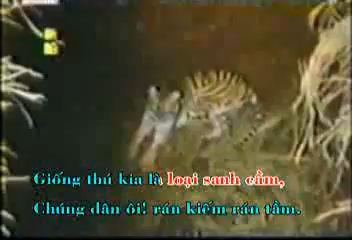 Giống thú kia là loại sanh cầm,
Chúng dân ôi! rán kiếm rán tầm.